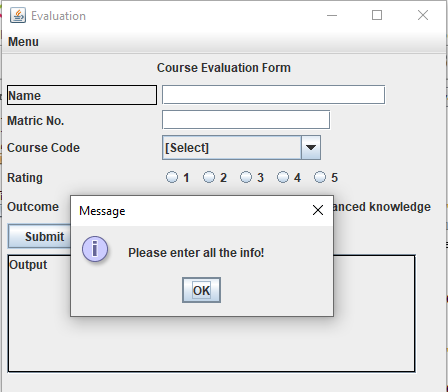 Evaluation
Menu
Course Evaluation Form
Name
Matric No.
Course Code [Select]
Rating 1 2 3 4 5
Outcome knowledge
Message
Please enter all the info!
OK
Submit
Output